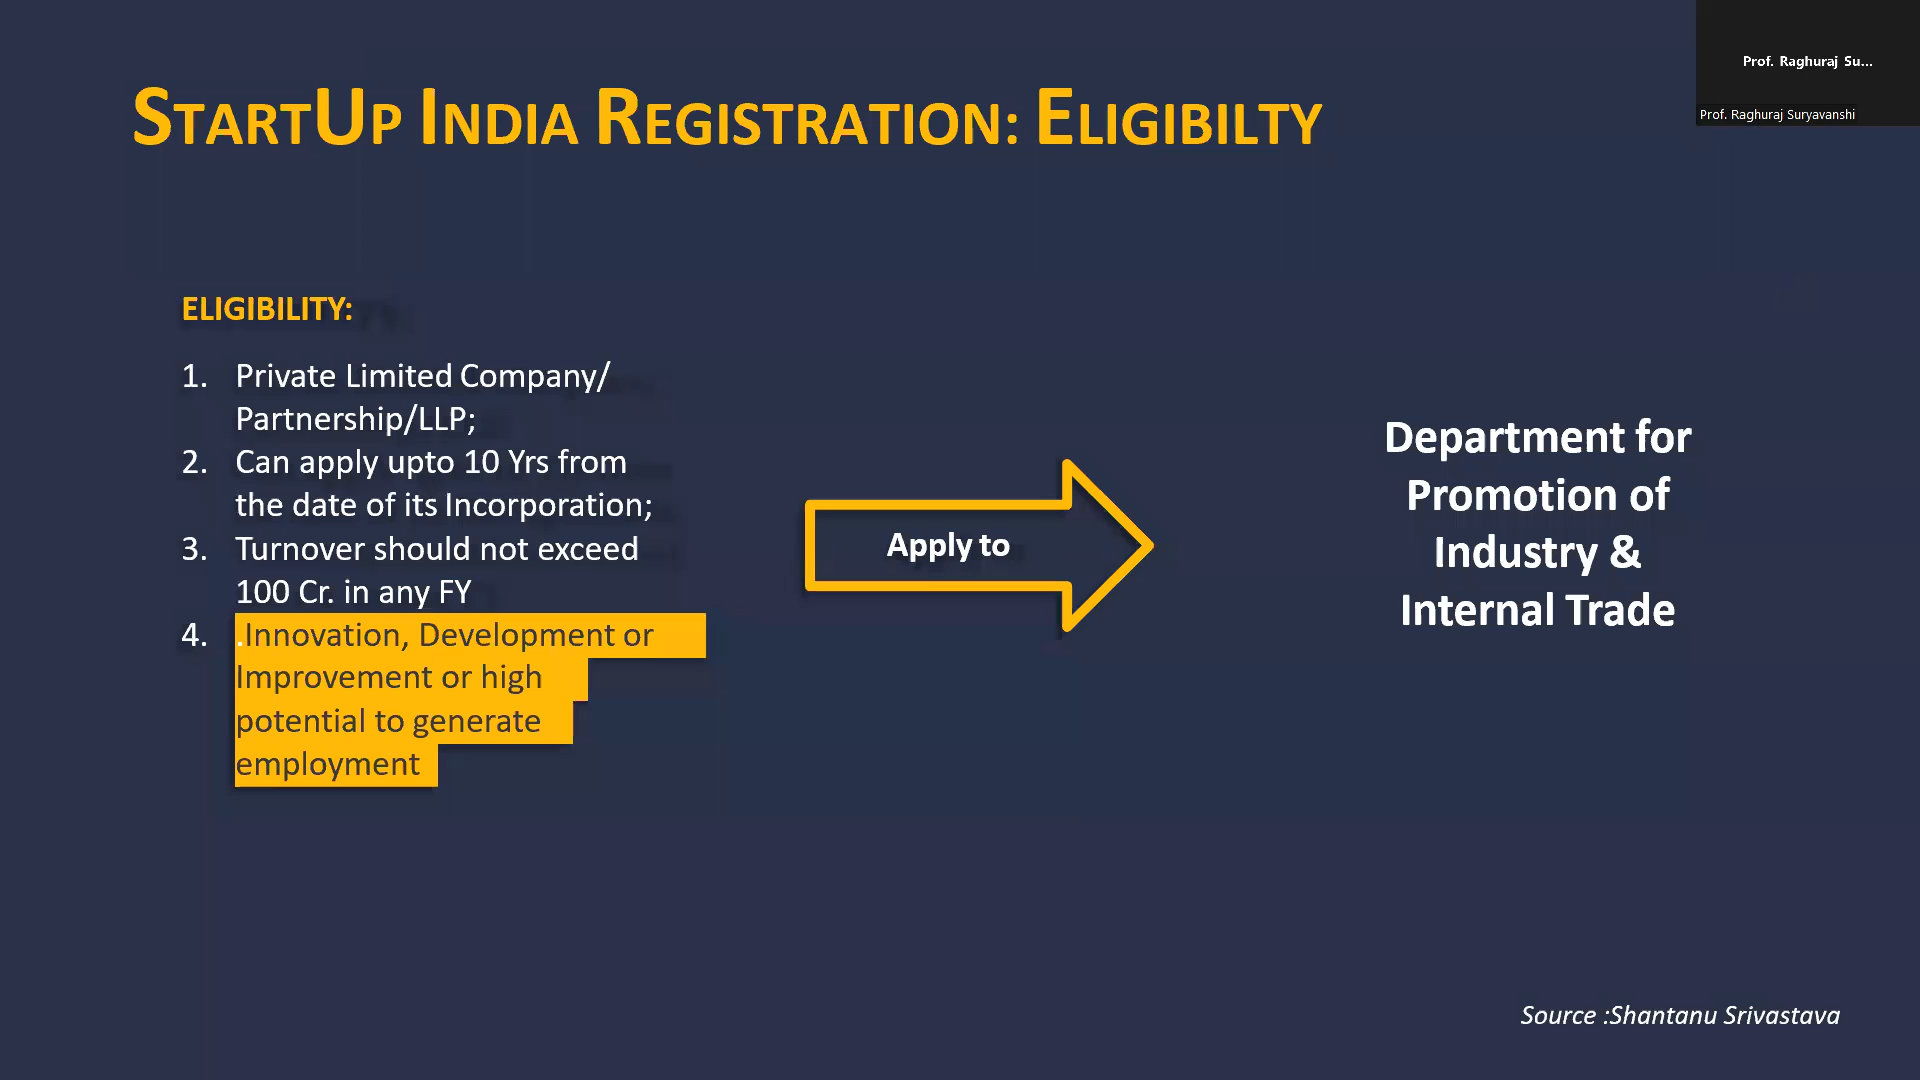 StartUp India Registration: Eligibilty
Prof. Raghuraj Su...
Prof. Raghuraj Suryavanshi
ELIGIBILITY:
1. Private Limited Company/
Partnership/LLP;
2. Can apply upto 10 Yrs from
the date of its Incorporation;
3. Turnover should not exceed
100 Cr. in any FY
4. .Innovation, Development or
Improvement or high
potential to generate
employment
Apply to
Department for
Promotion of
Industry &
Internal Trade
Source :Shantanu Srivastava